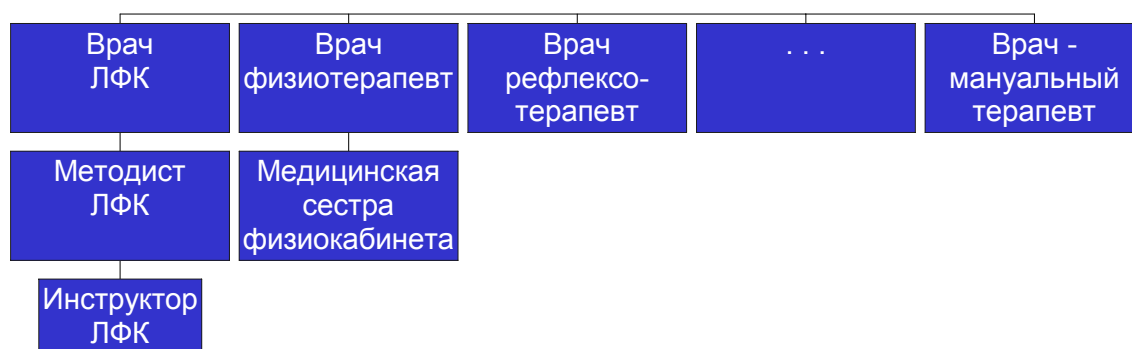 Врач
ЛФК
Врач
физиотерапевт
Врач
рефлексо-
терапевт
. . .
Врач -
мануальный
терапевт
Методист
ЛФК
Медицинская
сестра
физиокабинета
Инструктор
ЛФК